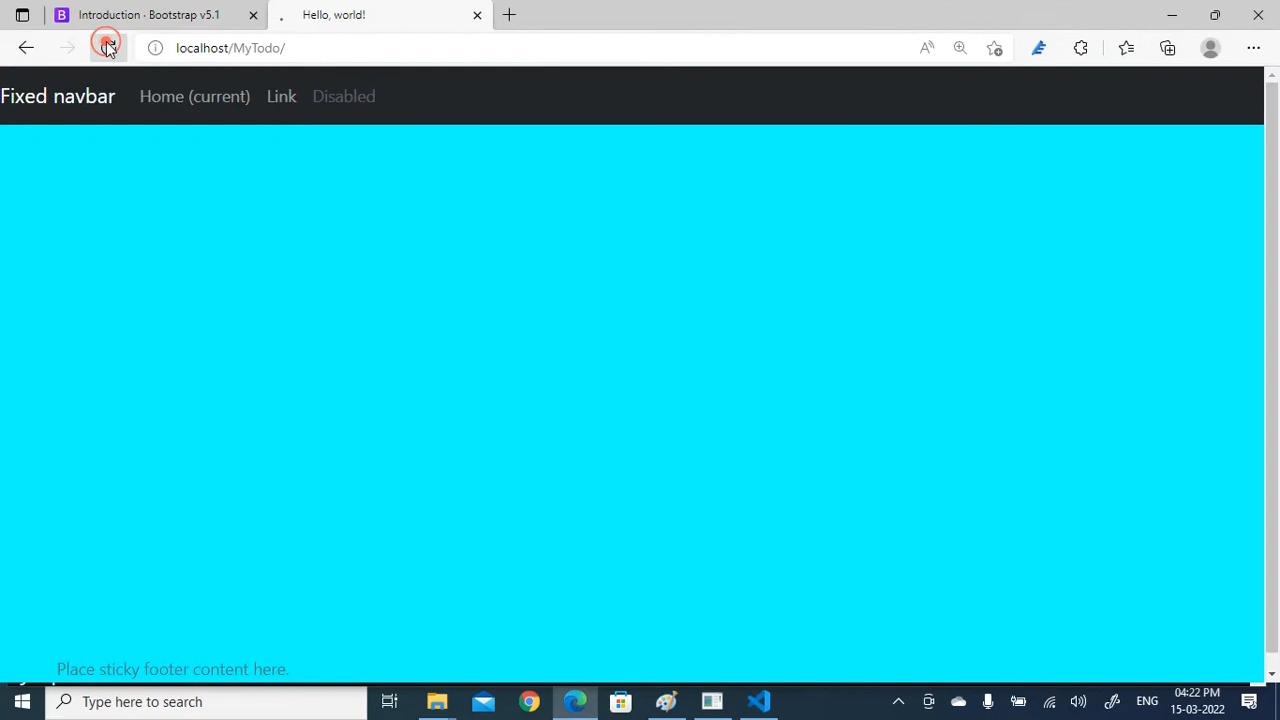 Introduction · Bootstrap v5.1
Hello, world!
localhost/MyTodo/
Fixed navbar Home (current) Link Disabled
Place sticky footer content here.
Type here to search
ENG
04:22 PM
15-03-2022